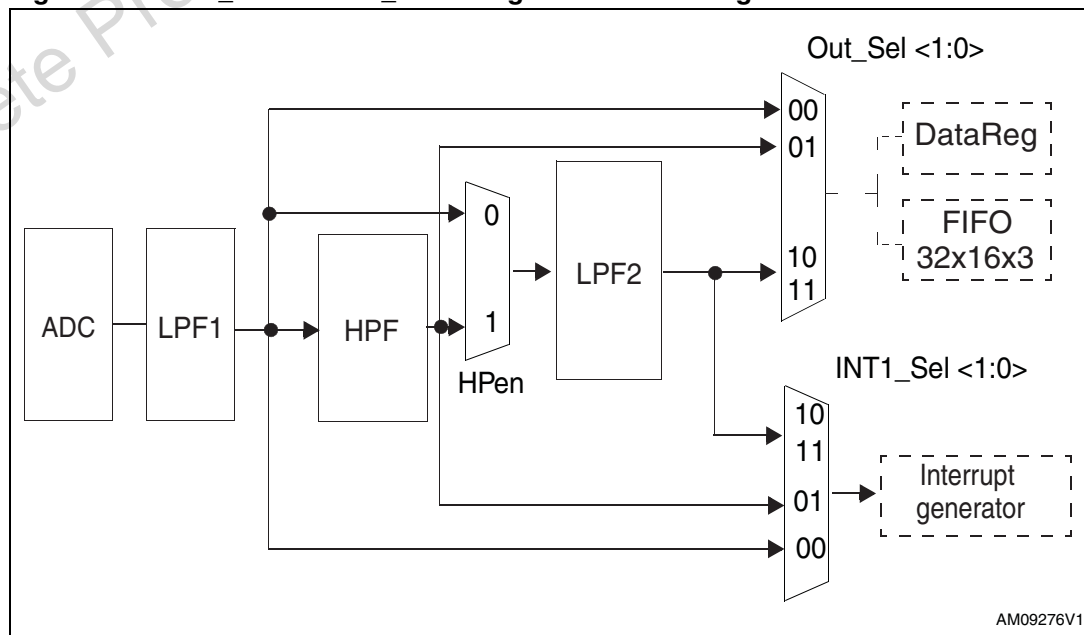 Out_Sel <1:0>
00
01
DataReg
FIFO
32x16x3
10
11
0
1
HPen
ADC
LPF1
HPF
LPF2
INT1_Sel <1:0>
10
11
01
00
Interrupt
generator
AM09276V1